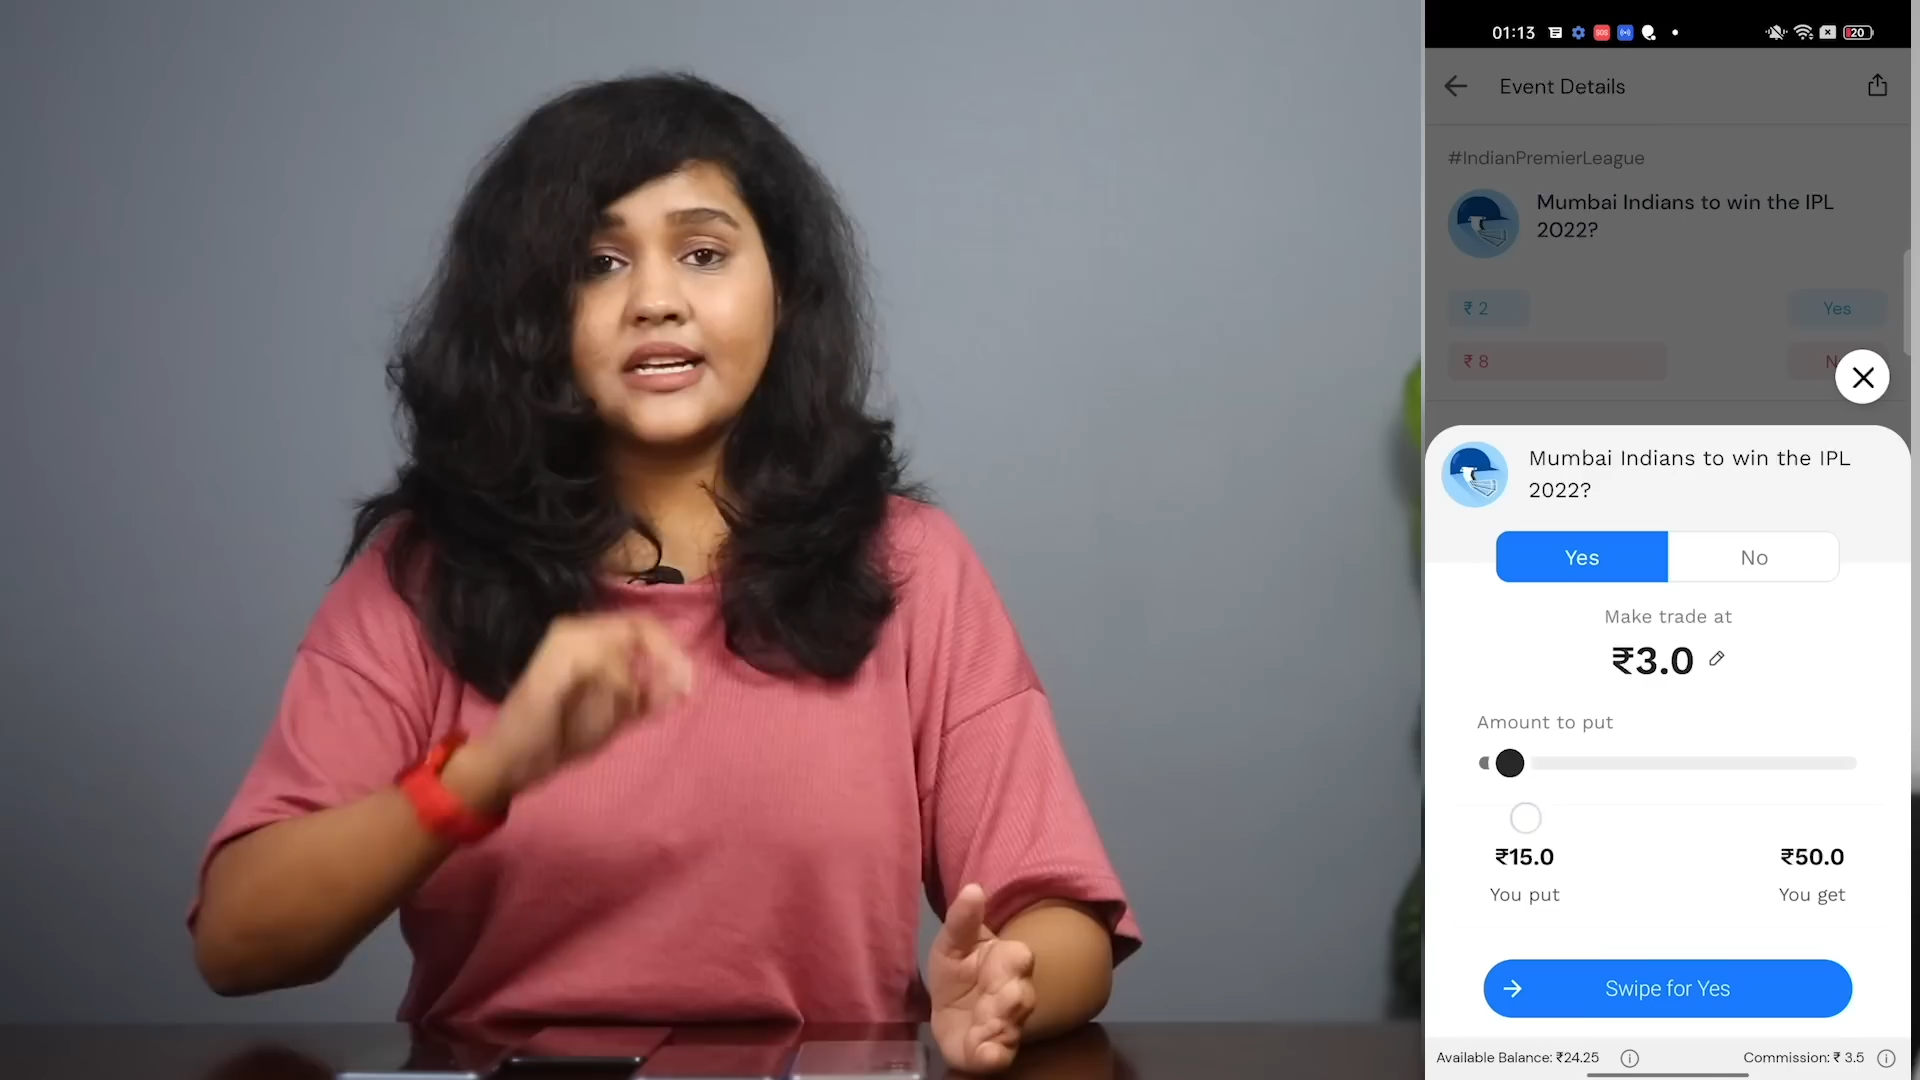 01:13
SOS
20
Event Details
#IndianPremierLeague
Mumbai Indians to win the IPL
2022?
₹ 2
Yes
₹ 8
Mumbai Indians to win the IPL
2022?
Yes
No
Make trade at
₹3.0
Amount to put
₹15.0
₹50.0
You put
You get
Swipe for Yes
Available Balance: ₹24.25
Commission: ₹ 3.5